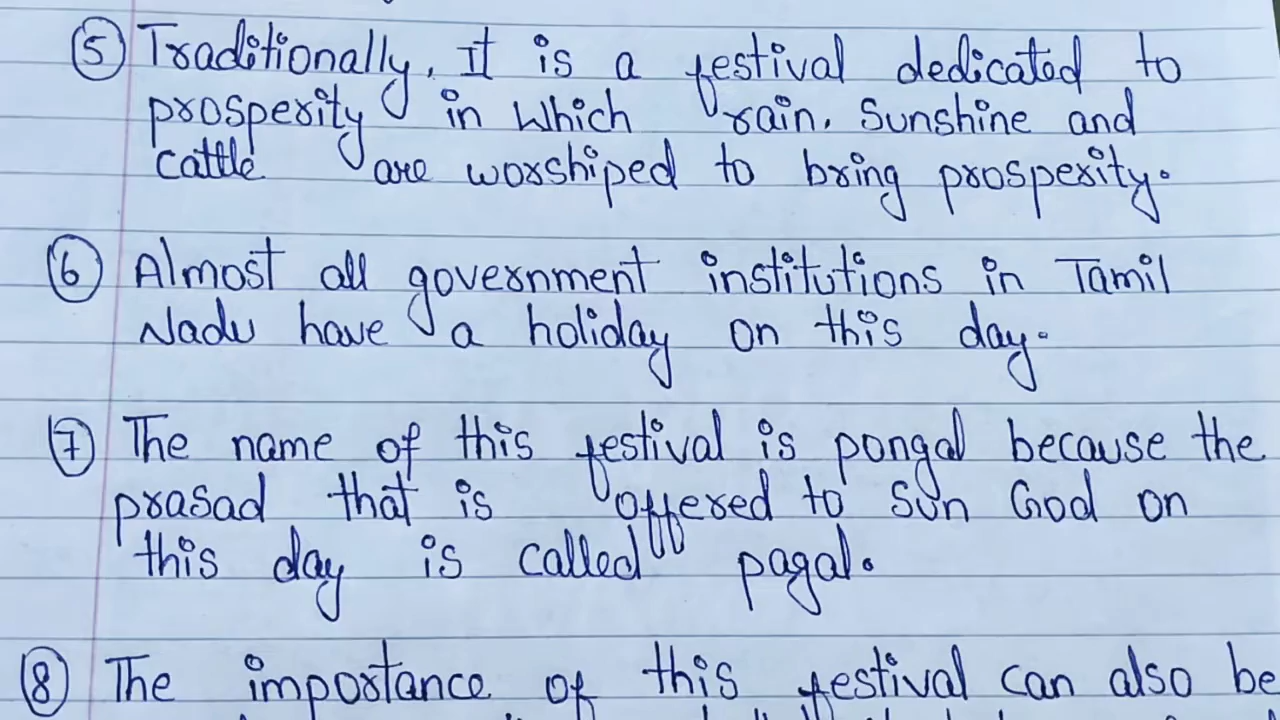 ⑤ Traditionally, It is a festival dedicated to
prosperity in Which rain, Sunshine and
cattle are worshiped to bring prosperity.
⑥ Almost all government institutions in Tamil
Nadu have a holiday on this day.
⑦ The name of this festival is pongal because the
prasad that is offered to Sun God on
this day is called pagal.
⑧ The importance of this festival can also be